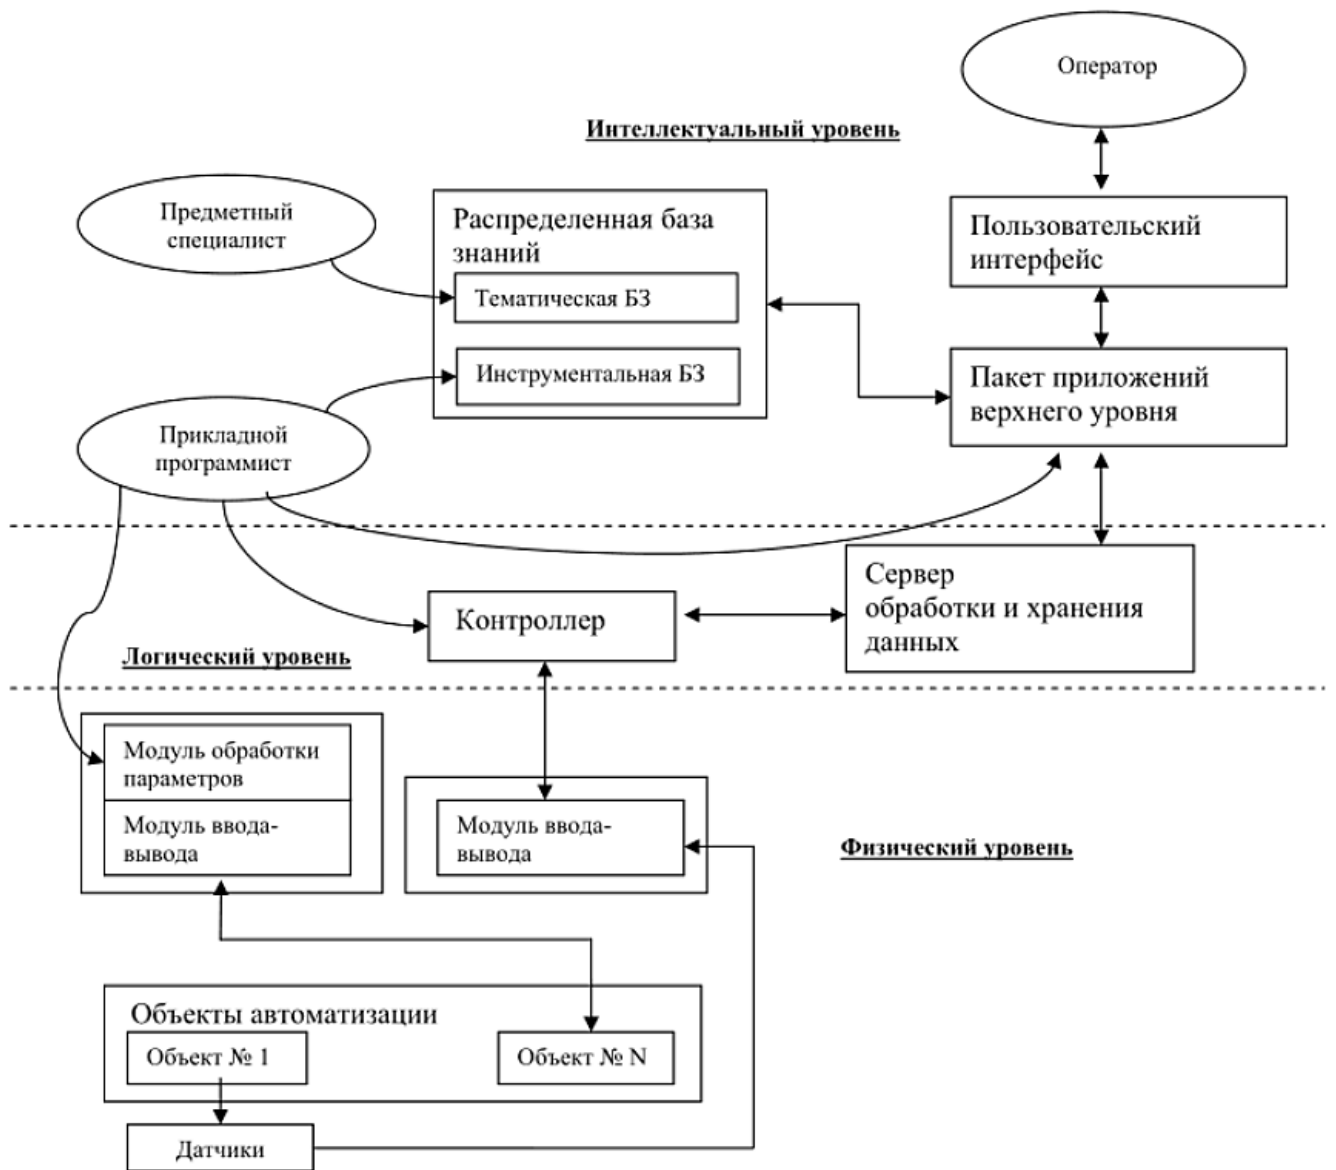 Оператор
Интеллектуальный уровень
Предметный
специалист
Распределенная база
знаний
Тематическая БЗ
Инструментальная БЗ
Пользовательский
интерфейс
Пакет приложений
верхнего уровня
Прикладной
программист
Сервер
обработки и хранения
данных
Контроллер
Логический уровень
Модуль обработки
параметров
Модуль ввода-
вывода
Модуль ввода-
вывода
Физический уровень
Объекты автоматизации
Объект № 1
Объект № N
Датчики